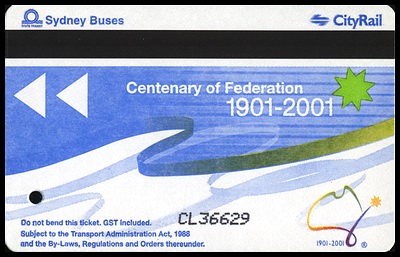 Sydney Buses
CityRail
Centenary of Federation
1901-2001
CL36629
Do not bend this ticket. GST included.
Subject to the Transport Administration Act, 1988
and the By-Laws, Regulations and Orders thereunder.
1901-2001
®